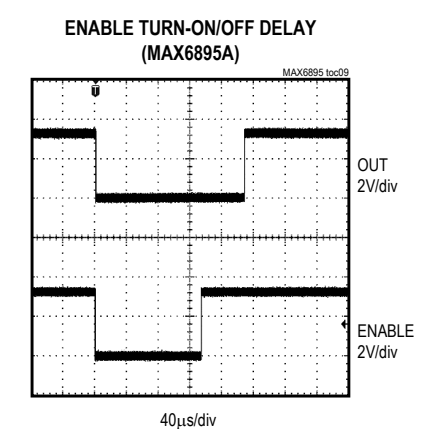 ENABLE TURN-ON/OFF DELAY
(MAX6895A)
MAX6895 toc09
T
OUT
2V/div
ENABLE
2V/div
40µs/div